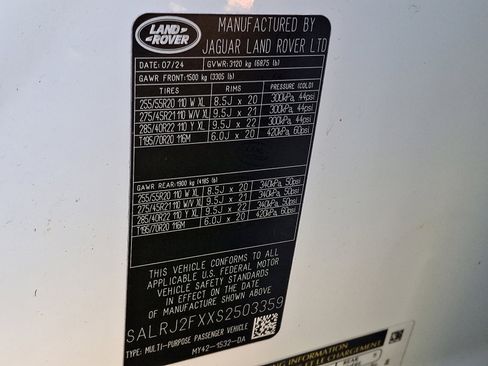 LAND
ROVER
MANUFACTURED BY
JAGUAR LAND ROVER LTD
DATE: 07/24 GVWR: 3120 kg (6875 lb)
GAWR FRONT: 1500 kg (3305 lb)
TIRES RIMS PRESSURE (COLD)
255/55R20 110 W XL 8.5J x 20 300kPa, 44psi
275/45R21 110 W/V XL 9.5J x 21 300kPa, 44psi
285/40R22 110 Y XL 9.5J x 22 300kPa, 44psi
T195/70R20 116M 6.0J x 20 420kPa, 60psi
GAWR REAR: 1900 kg (4185 lb)
255/55R20 110 W XL 8.5J x 20 340kPa, 50psi
275/45R21 110 W/V XL 9.5J x 21 340kPa, 50psi
285/40R22 110 Y XL 9.5J x 22 340kPa, 50psi
T195/70R20 116M 6.0J x 20 420kPa, 60psi
THIS VEHICLE CONFORMS TO ALL
APPLICABLE U.S. FEDERAL MOTOR
VEHICLE SAFETY STANDARDS
IN EFFECT ON THE DATE OF
MANUFACTURE SHOWN ABOVE
SALRJ2FXXS2503359
TYPE: MULTI-PURPOSE PASSENGER VEHICLE
MY42-1532-DA
LOADING INFORMATION
LE CHARGEMENT
REAR